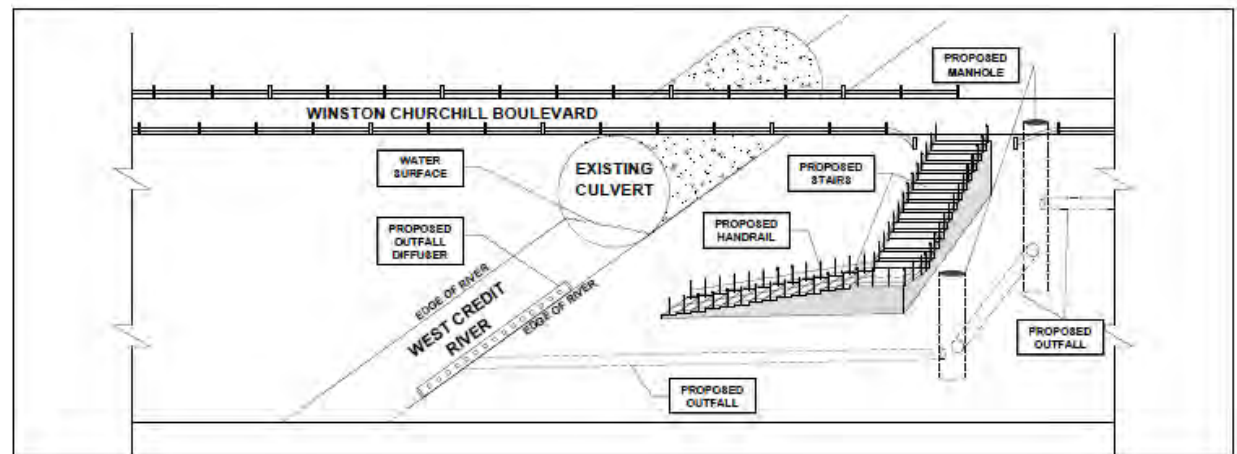 PROPOSED
MANHOLE
WINSTON CHURCHILL BOULEVARD
WATER
SURFACE
EXISTING
CULVERT
PROPOSED
STAIRS
PROPOSED
OUTFALL
DIFFUSER
PROPOSED
HANDRAIL
EDGE OF RIVER
WEST CREDIT
RIVER
EDGE OF RIVER
PROPOSED
OUTFALL
PROPOSED
OUTFALL